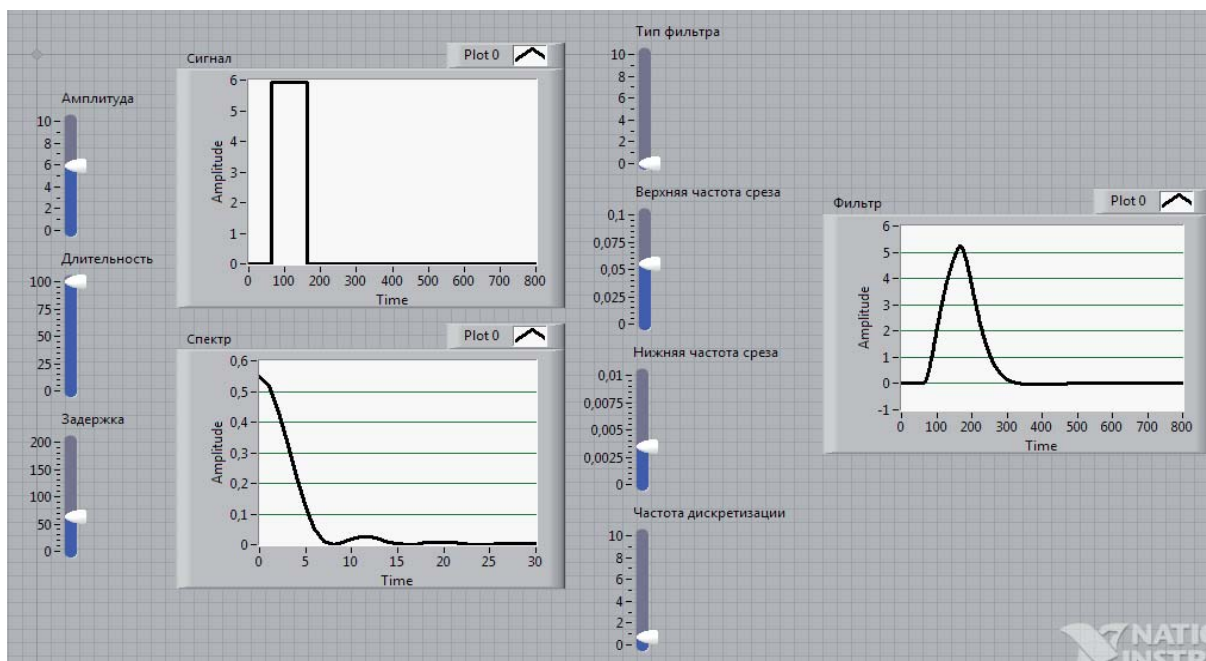 Амплитуда
10
8
6
4
2
0
Длительность
100
75
50
25
0
Задержка
200
150
100
50
0
Сигнал
Plot 0
Amplitude
6
5
4
3
2
1
0
0 100 200 300 400 500 600 700 800
Time
Спектр
Plot 0
Amplitude
0,6
0,5
0,4
0,3
0,2
0,1
0
0 5 10 15 20 25 30
Time
Тип фильтра
10
8
6
4
2
0
Верхняя частота среза
0,1
0,075
0,05
0,025
0
Нижняя частота среза
0,01
0,0075
0,005
0,0025
0
Частота дискретизации
10
8
6
4
2
0
Фильтр
Plot 0
Amplitude
6
5
4
3
2
1
0
-1
0 100 200 300 400 500 600 700 800
Time